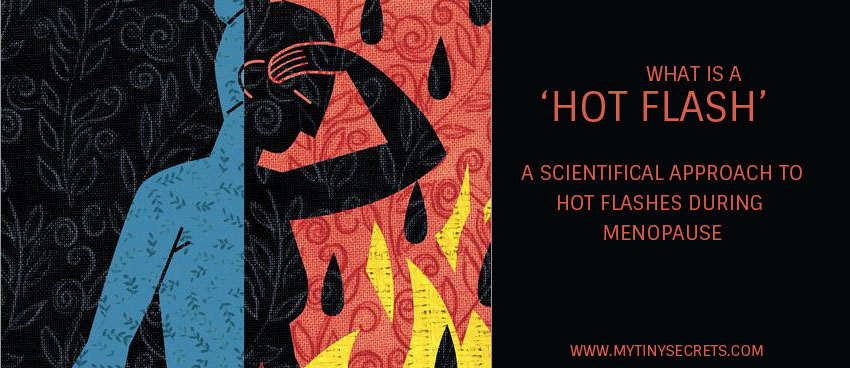 WHAT IS A
‘HOT FLASH’
A SCIENTIFICAL APPROACH TO
HOT FLASHES DURING
MENOPAUSE
WWW.MYTINYSECRETS.COM